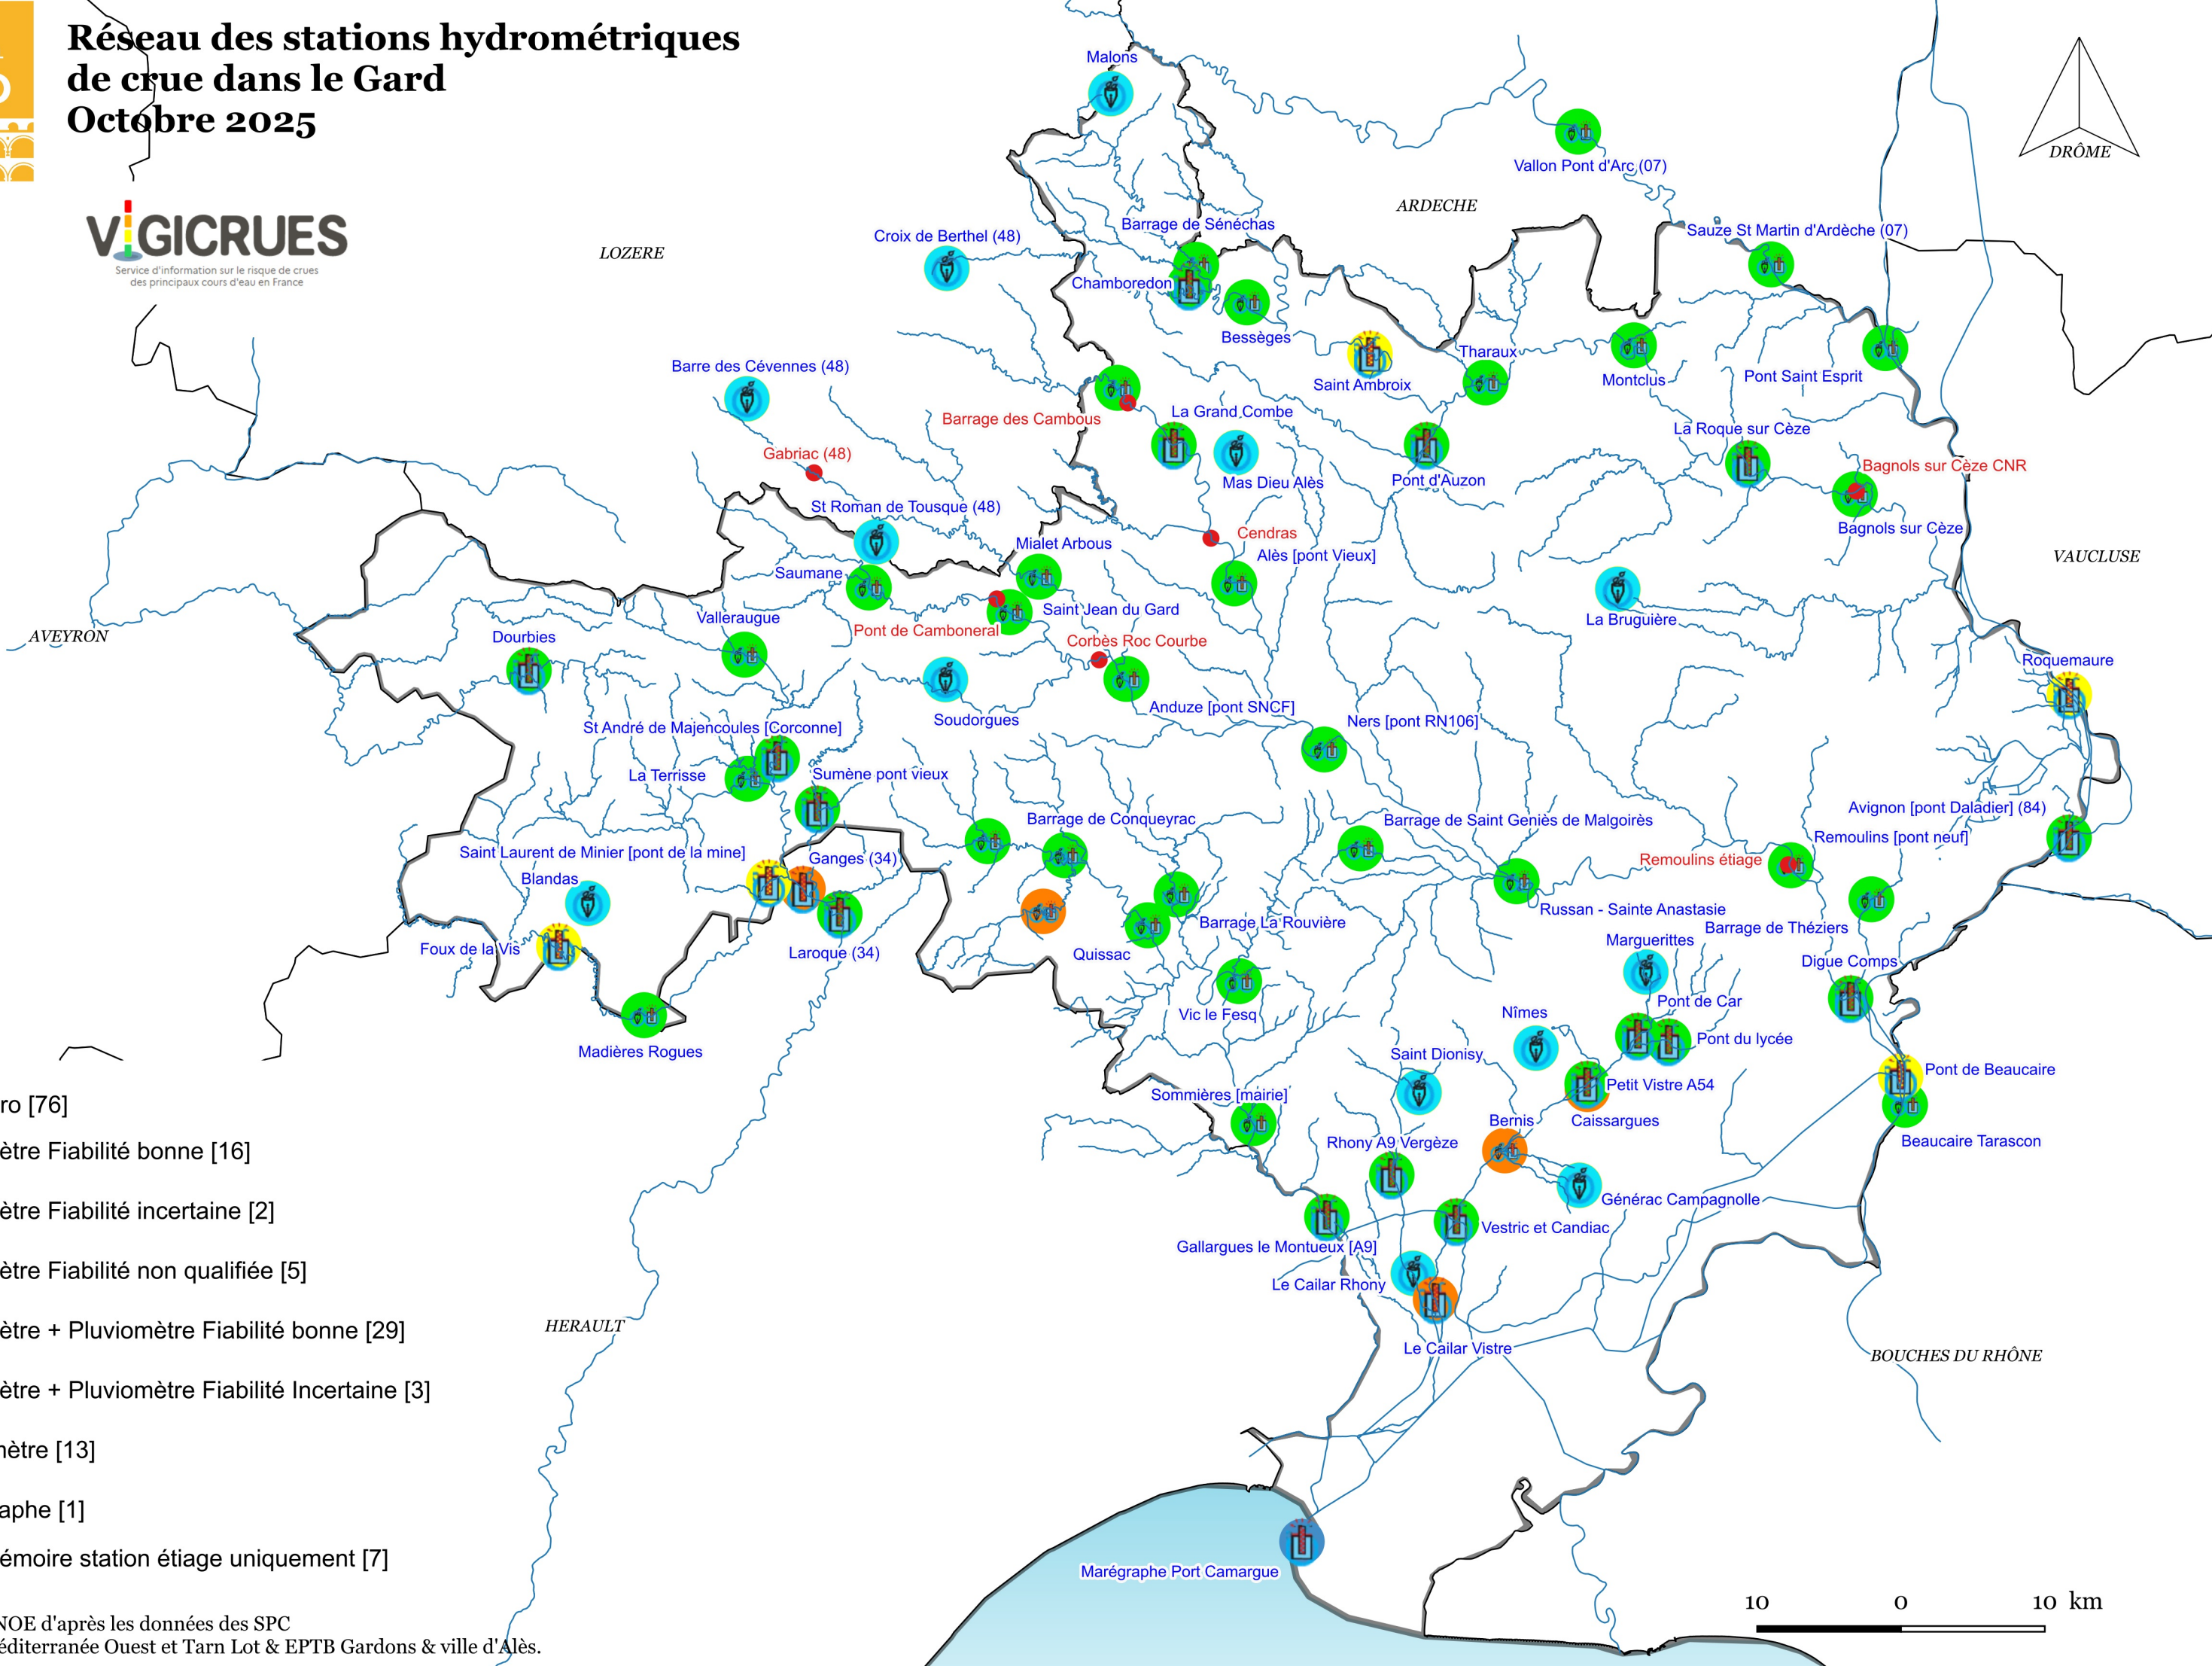 Réseau des stations hydrométriques
de crue dans le Gard
Octobre 2025
VIGICRUES
Service d'information sur le risque de crues
des principaux cours d'eau en France
Malons
Vallon Pont d'Arc (07)
DRÔME
ARDECHE
LOZERE
Croix de Berthel (48)
Barrage de Sénéchas
Sauze St Martin d'Ardèche (07)
Chamboredon
Bessèges
Tharaux
Barre des Cévennes (48)
Saint Ambroix
Montclus
Pont Saint Esprit
Barrage des Cambous
La Grand Combe
La Roque sur Cèze
Gabriac (48)
Bagnols sur Cèze CNR
Mas Dieu Alès
Pont d'Auzon
St Roman de Tousque (48)
Bagnols sur Cèze
Cendras
Mialet Arbous
Alès [pont Vieux]
VAUCLUSE
Saumane
Saint Jean du Gard
Valleraugue
La Bruguière
AVEYRON
Dourbies
Pont de Camboneral
Corbès Roc Courbe
Roquemaure
Soudorgues
Anduze [pont SNCF]
Ners [pont RN106]
St André de Majencoules [Corconne]
La Terrisse
Sumène pont vieux
Avignon [pont Daladier] (84)
Barrage de Conqueyrac
Barrage de Saint Geniès de Malgoirès
Remoulins [pont neuf]
Saint Laurent de Minier [pont de la mine]
Ganges (34)
Remoulins étiage
Blandas
Russan - Sainte Anastasie
Barrage La Rouvière
Barrage de Théziers
Foux de la Vis
Laroque (34)
Quissac
Marguerittes
Digue Comps
Pont de Car
Vic le Fesq
Nîmes
Pont du lycée
Madières Rogues
Saint Dionisy
Pont de Beaucaire
Petit Vistre A54
Sommières [mairie]
Bernis
Caissargues
Rhony A9 Vergèze
Beaucaire Tarascon
Générac Campagnolle
Vestric et Candiac
Gallargues le Montueux [A9]
Le Cailar Rhony
HERAULT
Le Cailar Vistre
BOUCHES DU RHÔNE
Marégraphe Port Camargue
ro [76]
ètre Fiabilité bonne [16]
ètre Fiabilité incertaine [2]
ètre Fiabilité non qualifiée [5]
ètre + Pluviomètre Fiabilité bonne [29]
ètre + Pluviomètre Fiabilité Incertaine [3]
mètre [13]
aphe [1]
émoire station étiage uniquement [7]
NOE d'après les données des SPC
éditerranée Ouest et Tarn Lot & EPTB Gardons & ville d'Alès.
10 0 10 km